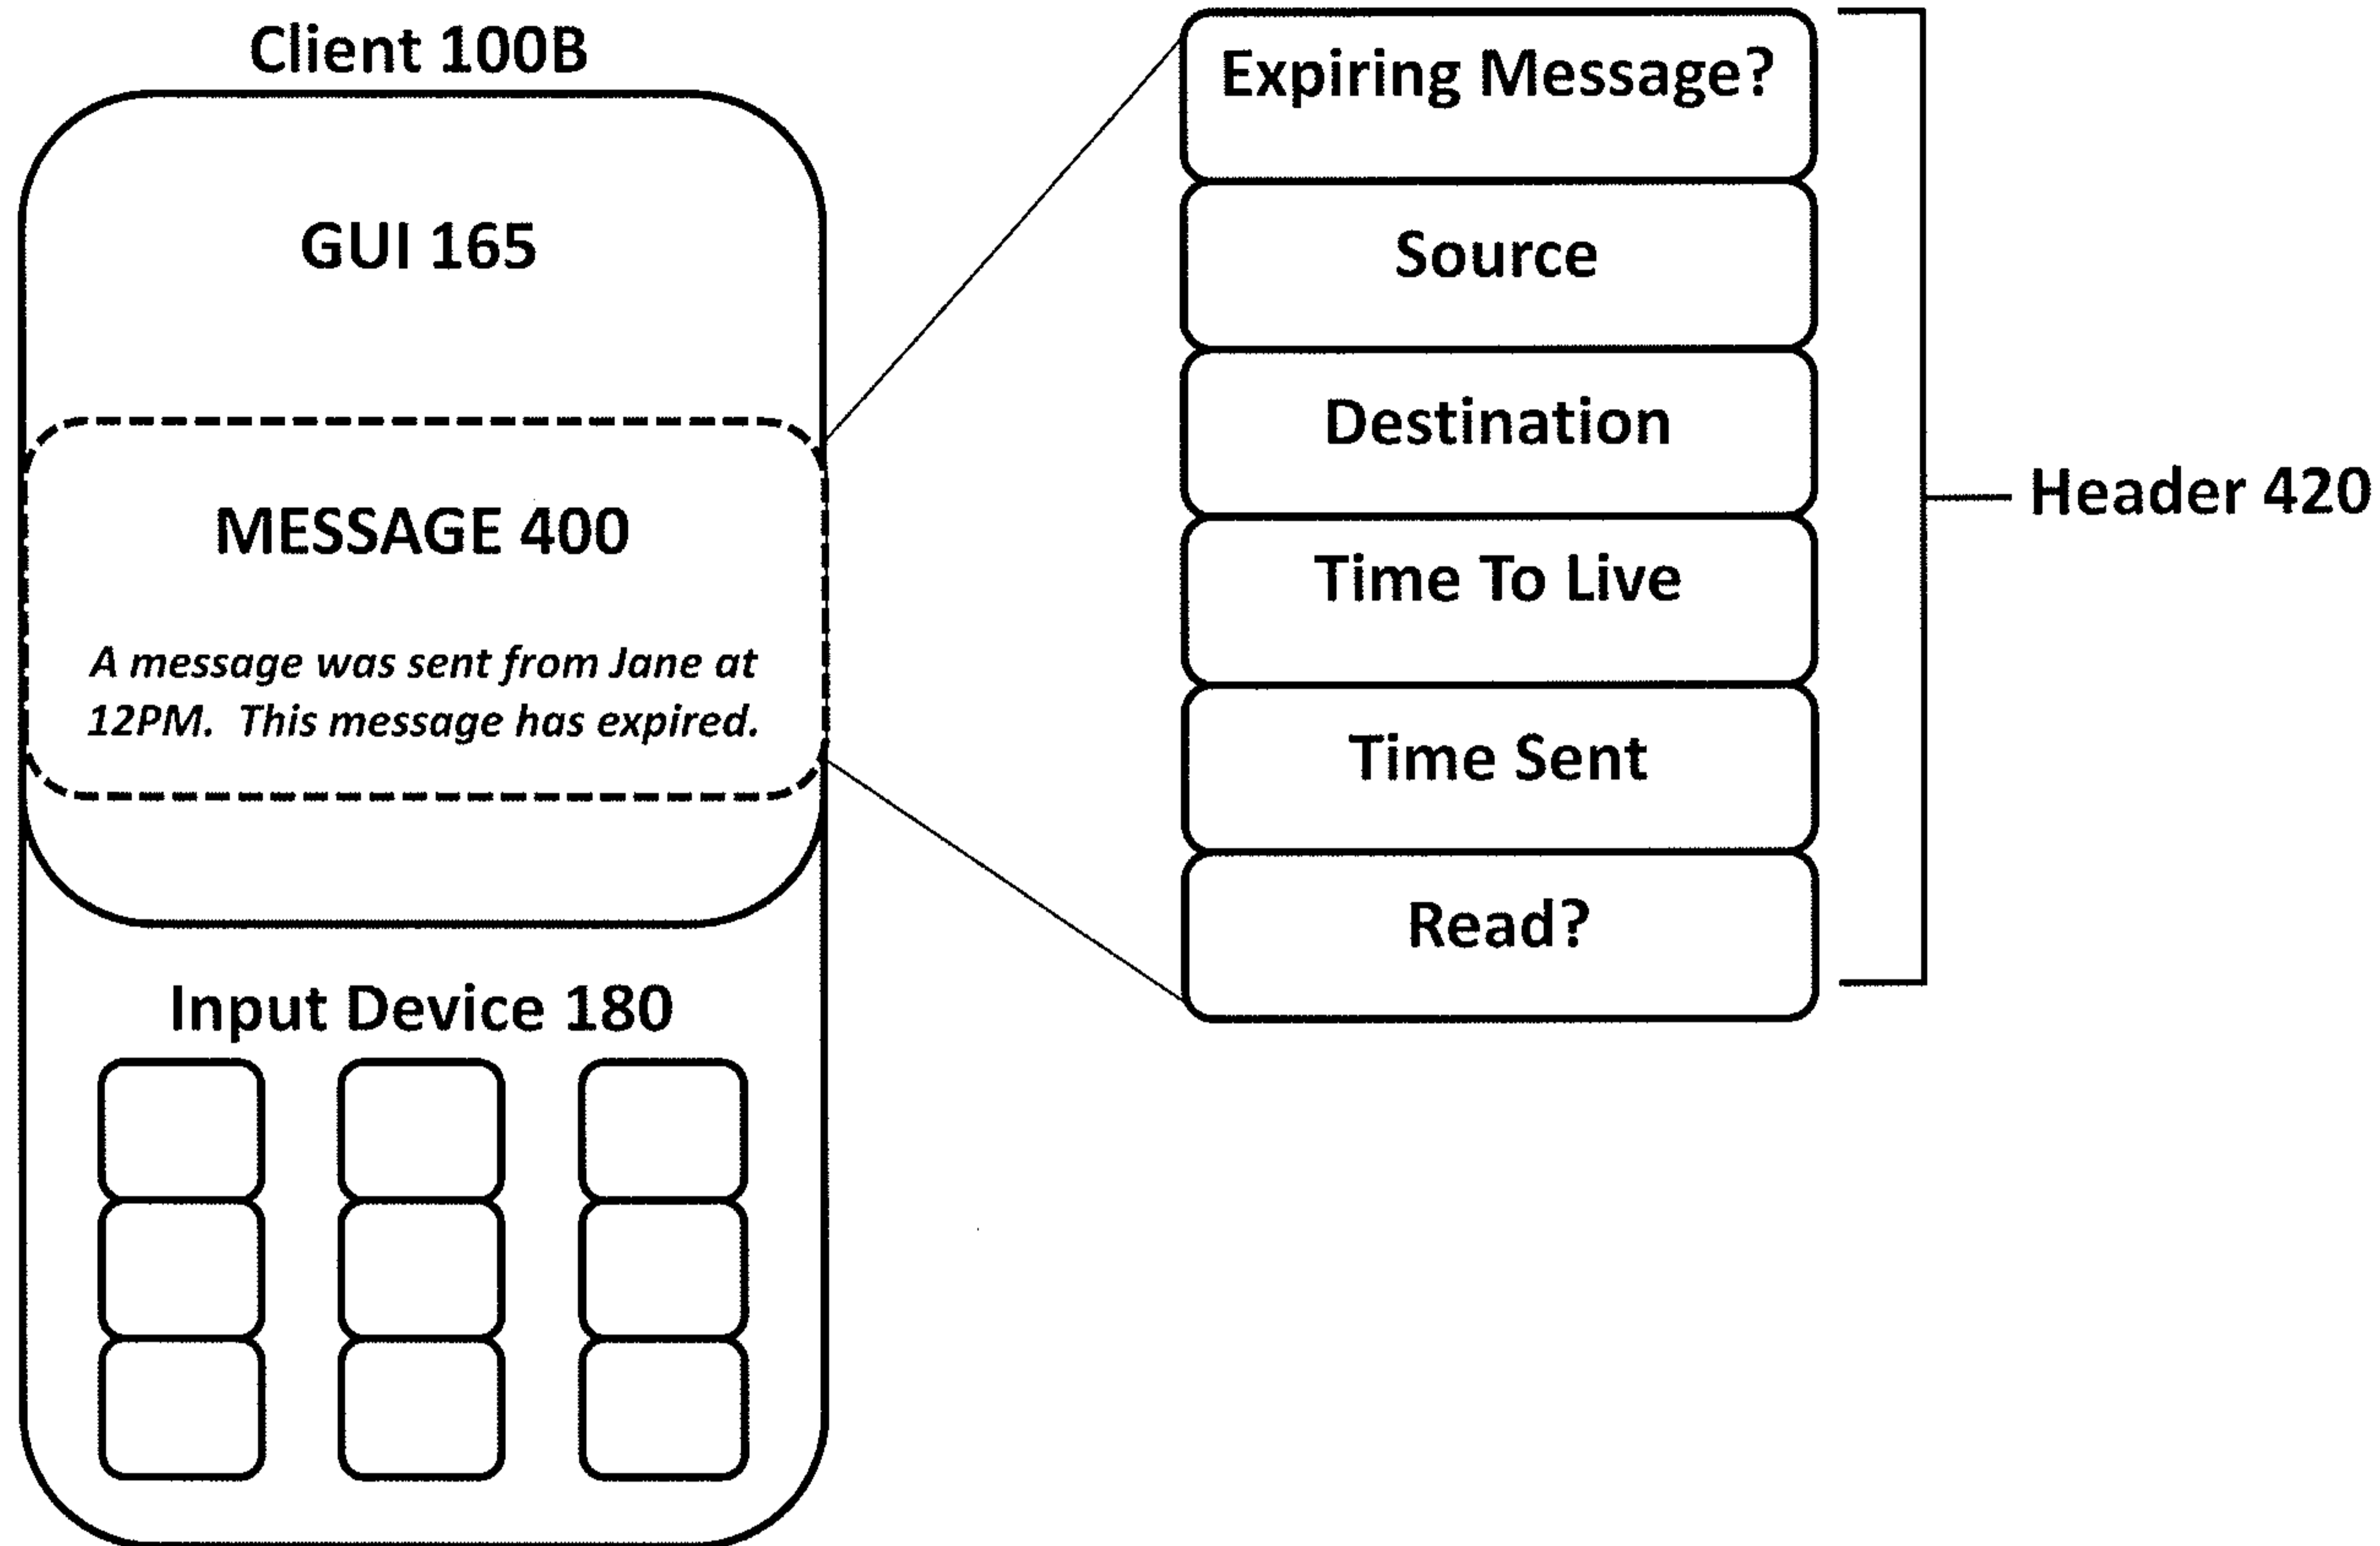 Client 100B
GUI 165
MESSAGE 400
A message was sent from Jane at
12PM.  This message has expired.
Input Device 180
Expiring Message?
Source
Destination
Time To Live
Time Sent
Read?
Header 420